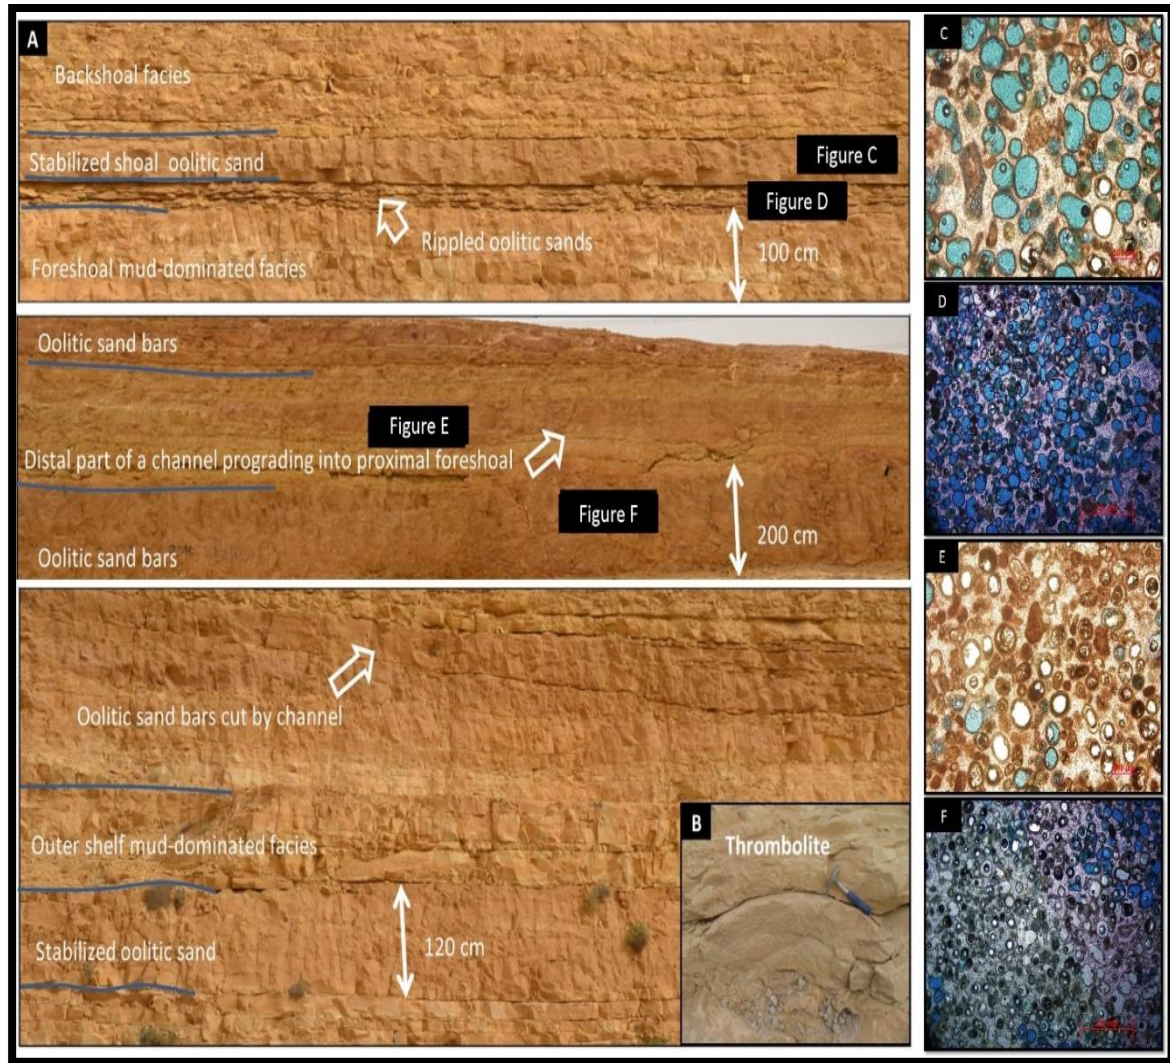 A
Backshoal facies
Stabilized shoal oolitic sand
Figure C
Figure D
Rippled oolitic sands
Foreshoal mud-dominated facies
100 cm
Oolitic sand bars
Figure E
Distal part of a channel prograding into proximal foreshoal
Figure F
200 cm
Oolitic sand bars
Oolitic sand bars cut by channel
Outer shelf mud-dominated facies
B
Thrombolite
120 cm
Stabilized oolitic sand
C
D
E
F